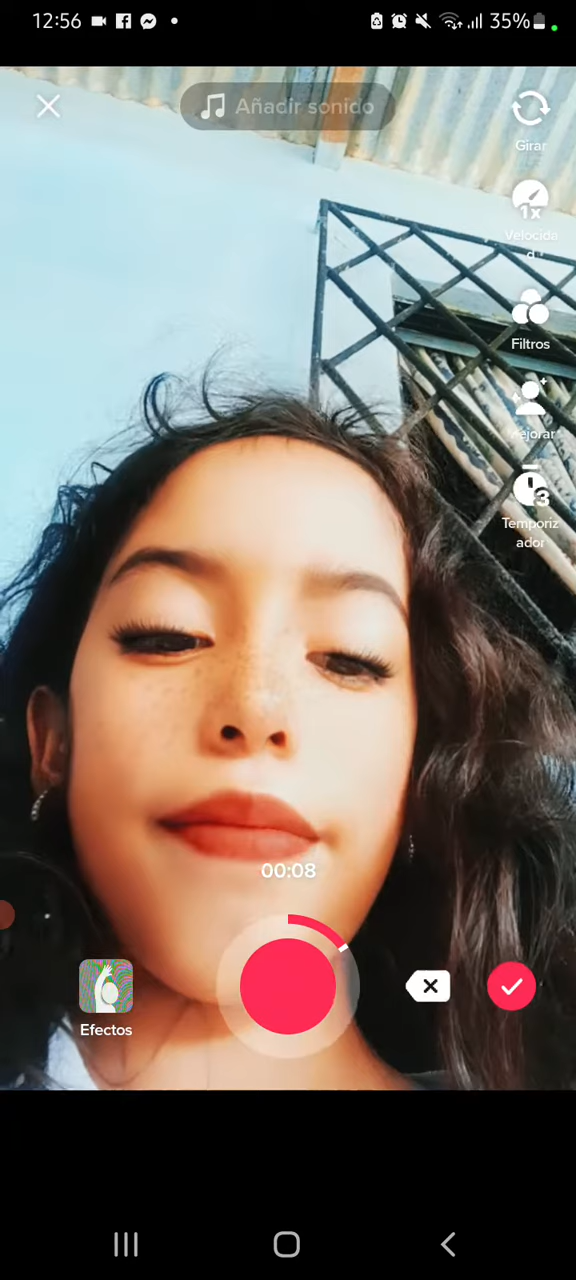 12:56
35%
Añadir sonido
Girar
1x
Velocida
d
Filtros
Mejorar
3
Temporiz
ador
00:08
Efectos